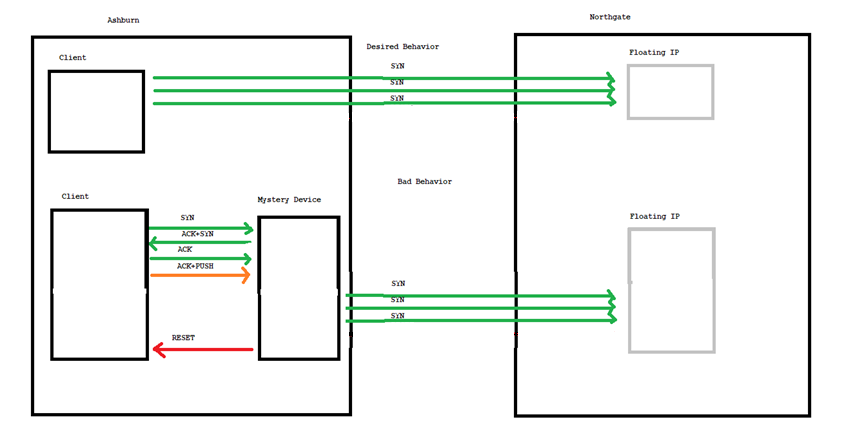 Ashburn
Northgate
Desired Behavior
Client
Floating IP
SYN
SYN
SYN
Bad Behavior
Client
Mystery Device
Floating IP
SYN
ACK+SYN
ACK
ACK+PUSH
SYN
SYN
SYN
RESET